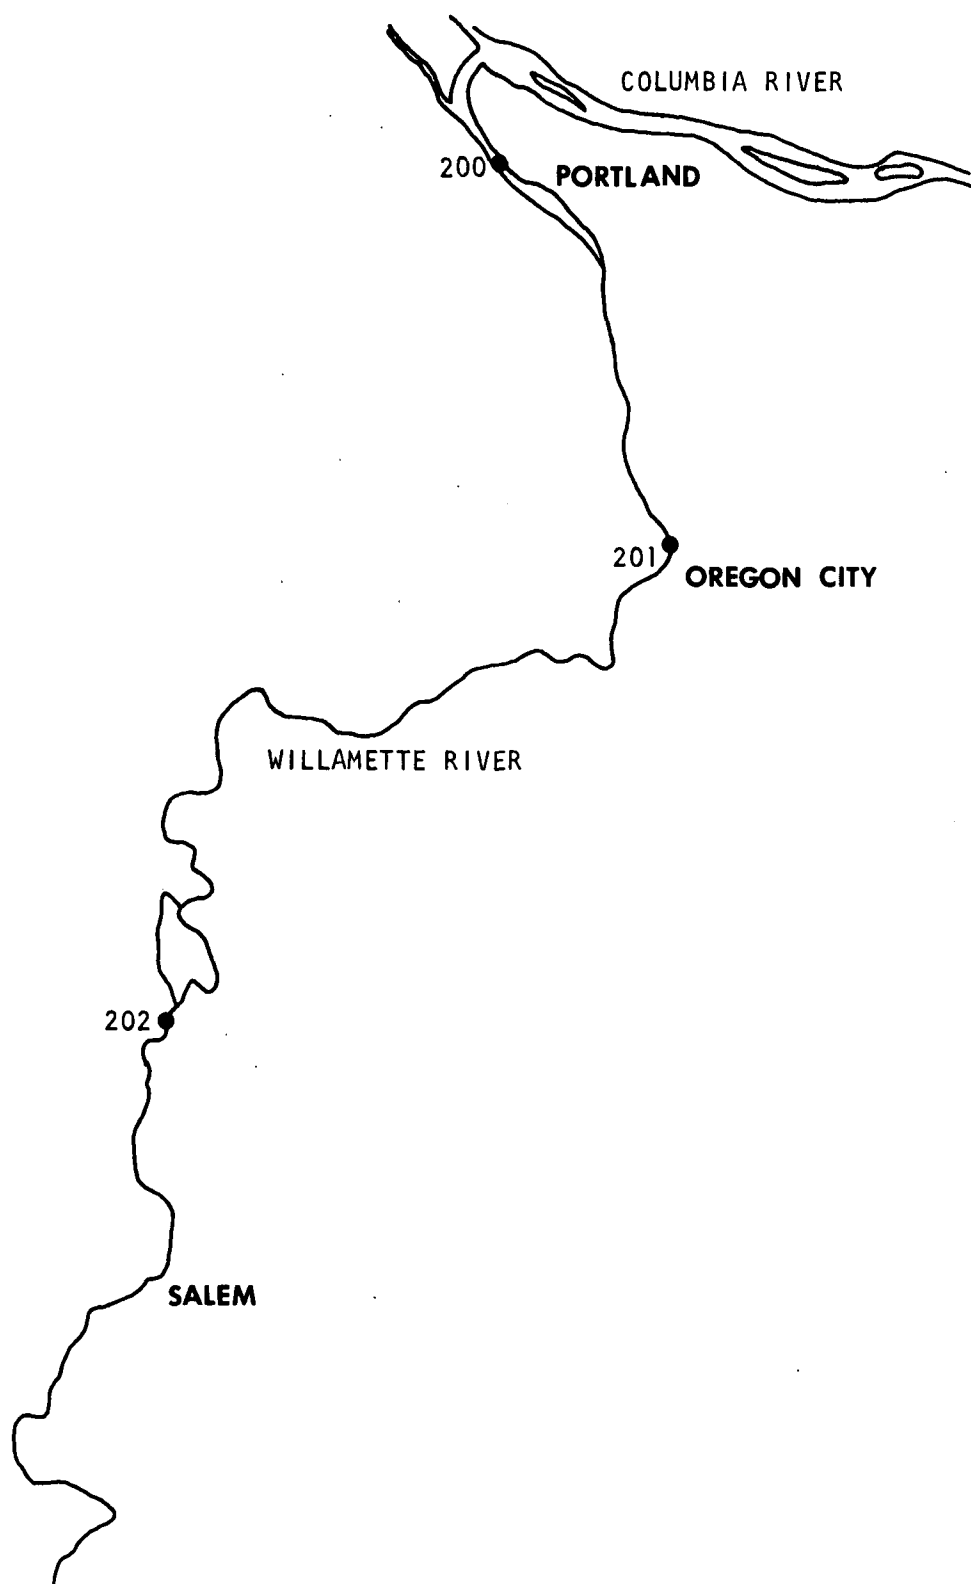 COLUMBIA RIVER
200
PORTLAND
201
OREGON CITY
WILLAMETTE RIVER
202
SALEM